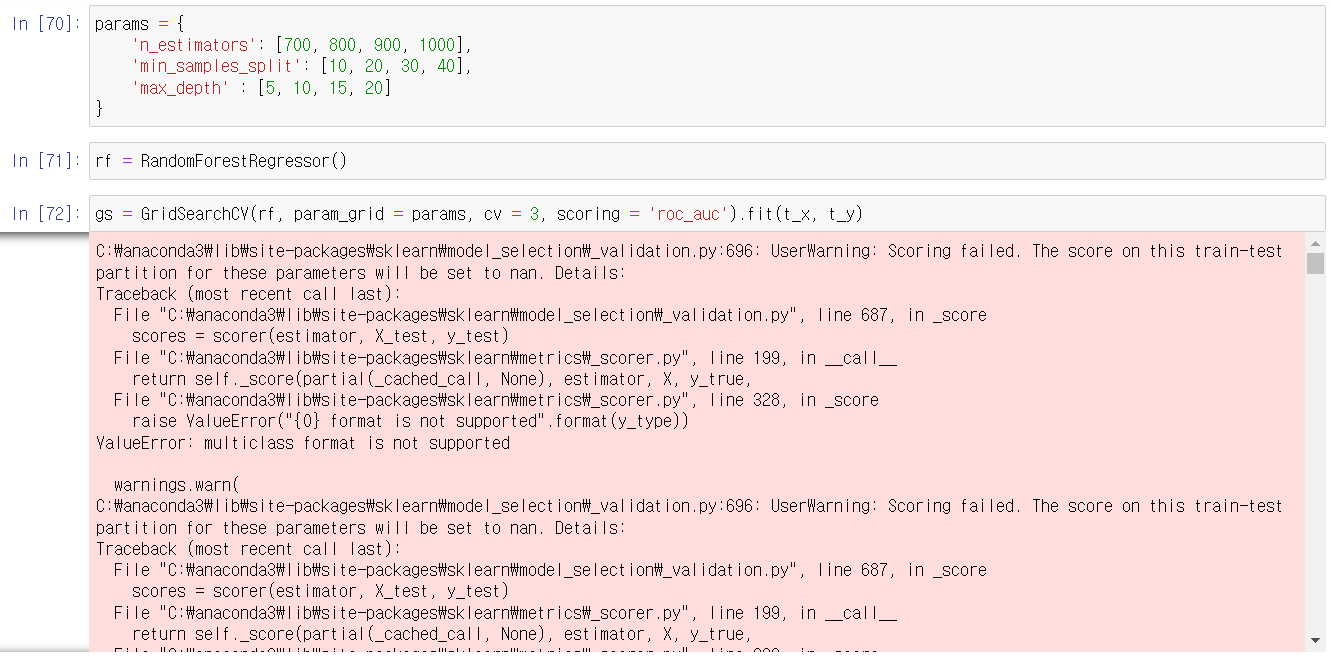 In [70]: params = {
    'n_estimators': [700, 800, 900, 1000],
    'min_samples_split': [10, 20, 30, 40],
    'max_depth' : [5, 10, 15, 20]
}
In [71]: rf = RandomForestRegressor()
In [72]: gs = GridSearchCV(rf, param_grid = params, cv = 3, scoring = 'roc_auc').fit(t_x, t_y)
C:₩anaconda3₩lib₩site-packages₩sklearn₩model_selection₩_validation.py:696: UserWarning: Scoring failed. The score on this train-test
partition for these parameters will be set to nan. Details:
Traceback (most recent call last):
  File "C:₩anaconda3₩lib₩site-packages₩sklearn₩model_selection₩_validation.py", line 687, in _score
    scores = scorer(estimator, X_test, y_test)
  File "C:₩anaconda3₩lib₩site-packages₩sklearn₩metrics₩_scorer.py", line 199, in __call__
    return self._score(partial(_cached_call, None), estimator, X, y_true,
  File "C:₩anaconda3₩lib₩site-packages₩sklearn₩metrics₩_scorer.py", line 328, in _score
    raise ValueError("{0} format is not supported".format(y_type))
ValueError: multiclass format is not supported
  warnings.warn(
C:₩anaconda3₩lib₩site-packages₩sklearn₩model_selection₩_validation.py:696: UserWarning: Scoring failed. The score on this train-test
partition for these parameters will be set to nan. Details:
Traceback (most recent call last):
  File "C:₩anaconda3₩lib₩site-packages₩sklearn₩model_selection₩_validation.py", line 687, in _score
    scores = scorer(estimator, X_test, y_test)
  File "C:₩anaconda3₩lib₩site-packages₩sklearn₩metrics₩_scorer.py", line 199, in __call__
    return self._score(partial(_cached_call, None), estimator, X, y_true,